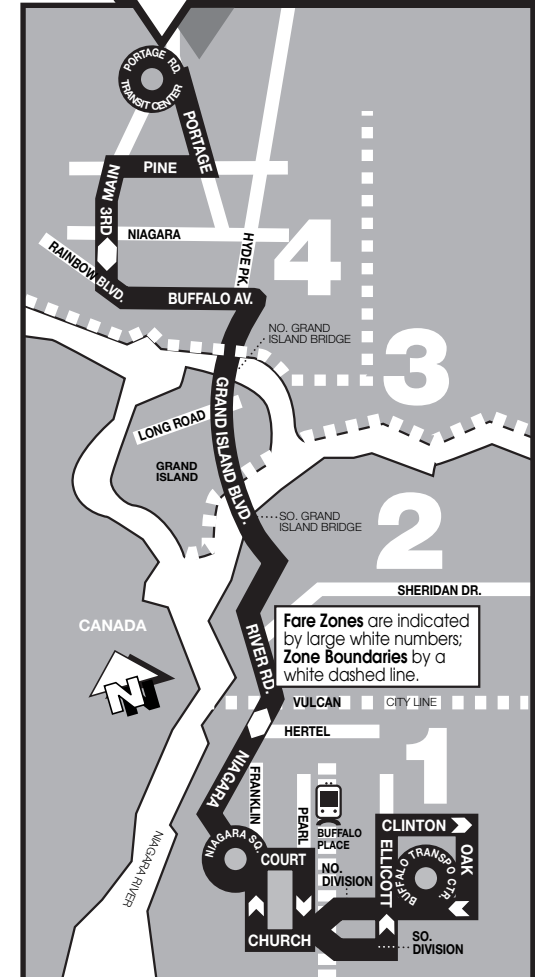 PORTAGE RD.
TRANSIT CENTER
PORTAGE
PINE
MAIN
3RD
NIAGARA
HYDE PK.
4
RAINBOW BLVD.
BUFFALO AV.
NO. GRAND
ISLAND BRIDGE
3
GRAND ISLAND BLVD.
LONG ROAD
GRAND
ISLAND
2
SO. GRAND
ISLAND BRIDGE
SHERIDAN DR.
Fare Zones are indicated
by large white numbers;
Zone Boundaries by a
white dashed line.
CANADA
N
RIVER RD.
VULCAN
CITY LINE
HERTEL
1
NIAGARA
FRANKLIN
PEARL
BUFFALO
PLACE
CLINTON
OAK
ELLICOTT
BUFFALO TRANSPO CTR.
NIAGARA SQ.
COURT
NO.
DIVISION
CHURCH
SO.
DIVISION
NIAGARA RIVER